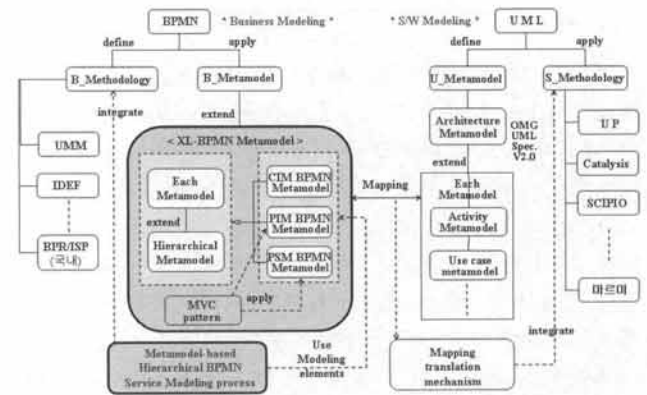 BPMN
* Business Modeling *
* S/W Modeling *
U M L
define
apply
define
apply
B_Methodology
B_Metamodel
U_Metamodel
S_Methodology
integrate
extend
UMM
IDEF
BPR/ISP
(국내)
< XL-BPMN Metamodel >
Each
Metamodel
extend
Hierarchical
Metamodel
CIM BPMN
Metamodel
PIM BPMN
Metamodel
PSM BPMN
Metamodel
MVC
pattern
apply
Mapping
Architecture
Metamodel
OMG
UML
Spec.
V2.0
extend
Each
Metamodel
Activity
Metamodel
Use case
metamodel
U P
Catalysis
SCIPIO
마르미
integrate
Metamodel-based
Hierarchical BPMN
Service Modeling process
Use
Modeling
elements
Mapping
translation
mechanism